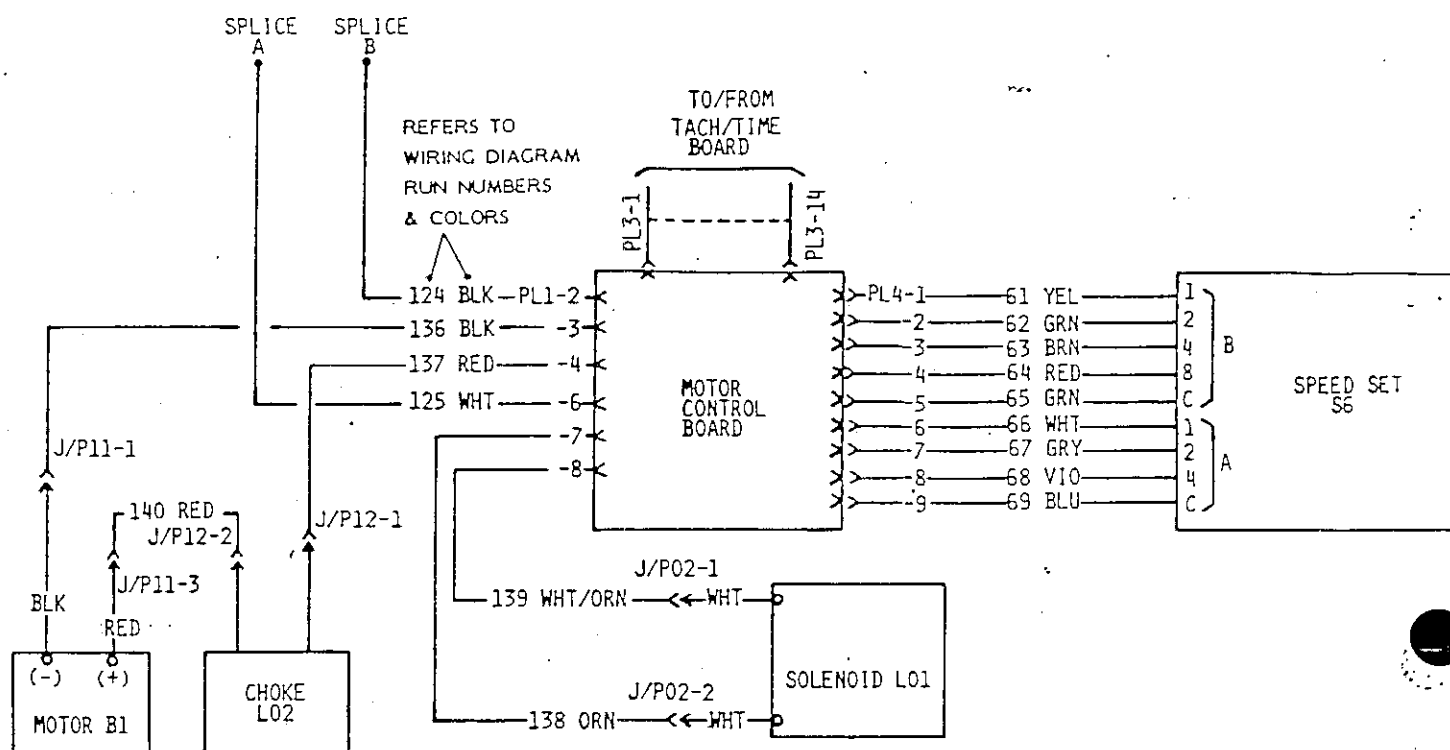 SPLICE A
SPLICE B
REFERS TO
WIRING DIAGRAM
RUN NUMBERS
& COLORS
TO/FROM
TACH/TIME
BOARD
PL3-1
PL3-14
124 BLK PL1-2
136 BLK -3
137 RED -4
125 WHT -6
-7
-8
MOTOR
CONTROL
BOARD
PL4-1 61 YEL 1
2 62 GRN 2
3 63 BRN 4
4 64 RED 8
5 65 GRN C
B
6 66 WHT 1
7 67 GRY 2
8 68 VIO 4
9 69 BLU C
A
SPEED SET
S6
J/P11-1
140 RED
J/P12-2
J/P12-1
J/P11-3
BLK
RED
(-) (+)
MOTOR B1
CHOKE
L02
J/P02-1
139 WHT/ORN WHT
J/P02-2
138 ORN WHT
SOLENOID L01